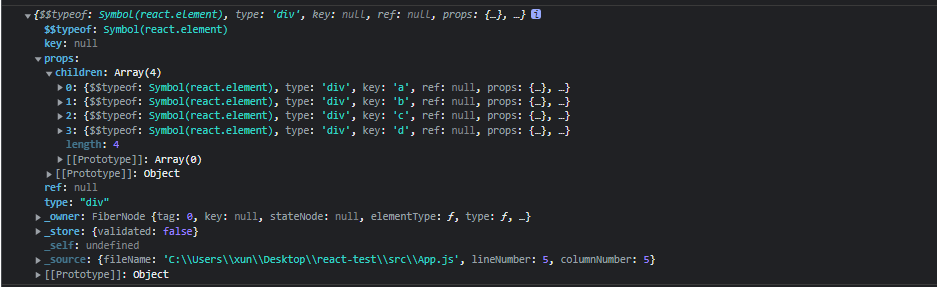 {$$typeof: Symbol(react.element), type: 'div', key: null, ref: null, props: {…}, …} i
$$typeof: Symbol(react.element)
key: null
props:
children: Array(4)
0: {$$typeof: Symbol(react.element), type: 'div', key: 'a', ref: null, props: {…}, …}
1: {$$typeof: Symbol(react.element), type: 'div', key: 'b', ref: null, props: {…}, …}
2: {$$typeof: Symbol(react.element), type: 'div', key: 'c', ref: null, props: {…}, …}
3: {$$typeof: Symbol(react.element), type: 'div', key: 'd', ref: null, props: {…}, …}
length: 4
[[Prototype]]: Array(0)
[[Prototype]]: Object
ref: null
type: "div"
_owner: FiberNode {tag: 0, key: null, stateNode: null, elementType: ƒ, type: ƒ, …}
_store: {validated: false}
_self: undefined
_source: {fileName: 'C:\\Users\\xun\\Desktop\\react-test\\src\\App.js', lineNumber: 5, columnNumber: 5}
[[Prototype]]: Object